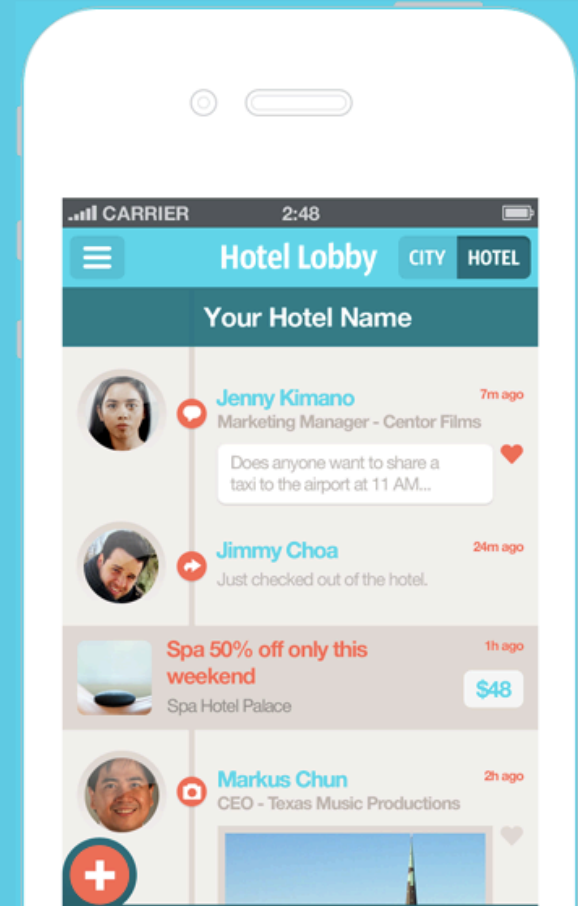 CARRIER 2:48
Hotel Lobby CITY HOTEL
Your Hotel Name
Jenny Kimano 7m ago
Marketing Manager - Centor Films
Does anyone want to share a
taxi to the airport at 11 AM...
Jimmy Choa 24m ago
Just checked out of the hotel.
Spa 50% off only this 1h ago
weekend
$48
Spa Hotel Palace
Markus Chun 2h ago
CEO - Texas Music Productions